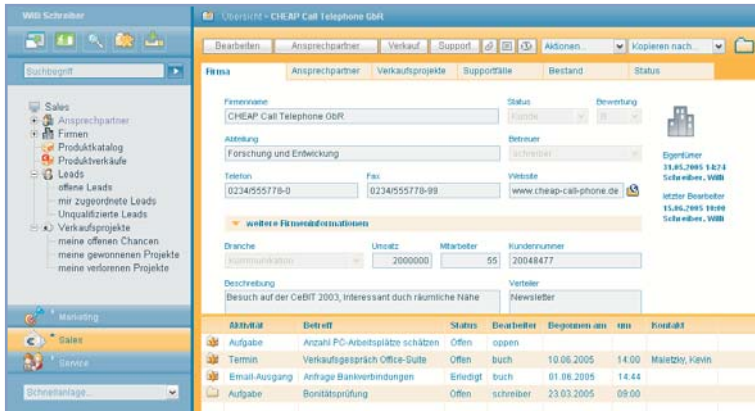 Willi Schreiber
Übersicht - CHEAP Call Telephone GbR
Bearbeiten Ansprechpartner Verkauf Support Aktionen... Kopieren nach...
Suchbegriff
Firma Ansprechpartner Verkaufsprojekte Supportfälle Bestand Status
Sales
Ansprechpartner
Firmen
Produktkatalog
Produktverkäufe
Leads
offene Leads
mir zugeordnete Leads
Unqualifizierte Leads
Verkaufsprojekte
meine offenen Chancen
meine gewonnenen Projekte
meine verlorenen Projekte
Marketing
Sales
Service
Schnellanlage...
Firmenname Status Bewertung
CHEAP Call Telephone GbR Kunde B
Abteilung Betreuer
Forschung und Entwickung schreiber
Telefon Fax Website
0234/555778-0 0234/555778-99 www.cheap-call-phone.de
Eigentümer
31.05.2005 14:24
Schreiber, Willi
letzter Bearbeiter
15.06.2005 10:00
Schreiber, Willi
weitere Firmeninformationen
Branche Umsatz Mitarbeiter Kundennummer
Kommunikation 2000000 55 20048477
Beschreibung Verteiler
Besuch auf der CeBIT 2003, Interessant duch räumliche Nähe Newsletter
Aktivität Betreff Status Bearbeiter Begonnen am um Kontakt
Aufgabe Anzahl PC-Arbeitsplätze schätzen Offen oppen
Termin Verkaufsgespräch Office-Suite Offen buch 10.06.2005 14:00 Maletzky, Kevin
Email-Ausgang Anfrage Bankverbindungen Erledigt buch 01.06.2005 14:44
Aufgabe Bonitätsprüfung Offen schreiber 23.03.2005 09:00